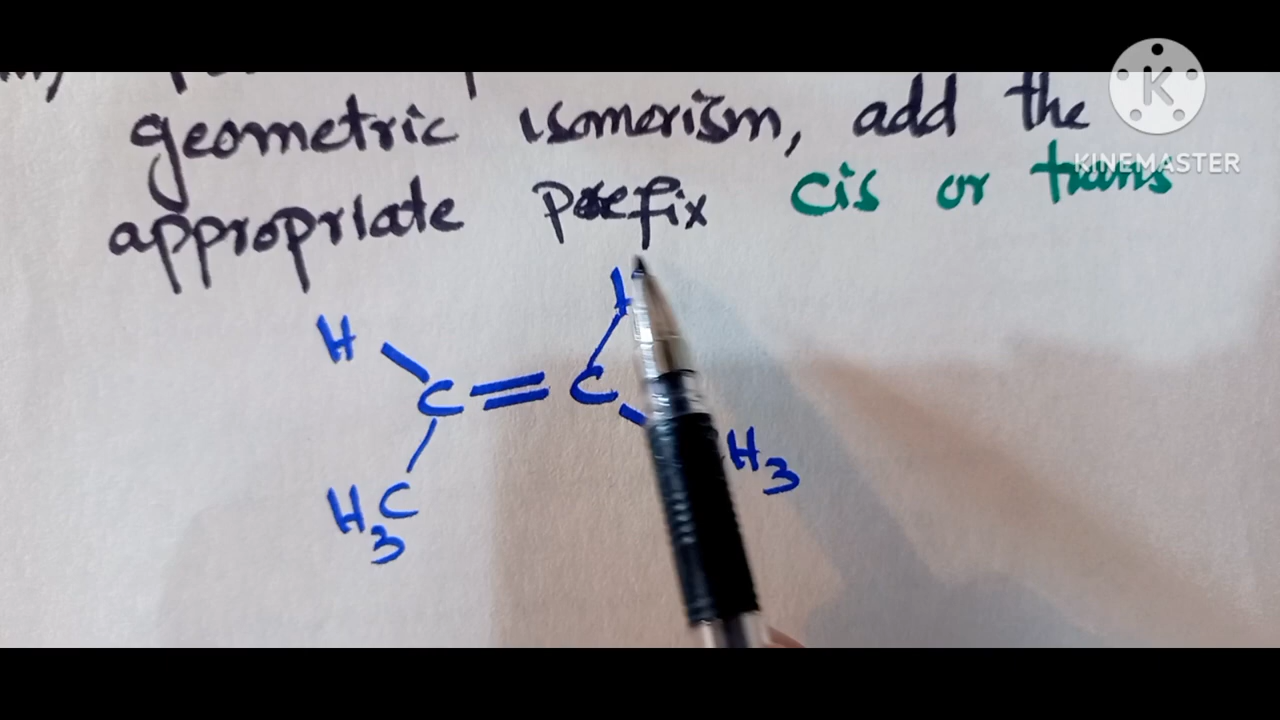 geometric isomerism, add the
KINEMASTER
appropriate prefix cis or trans
H
C = C
H3
H3C